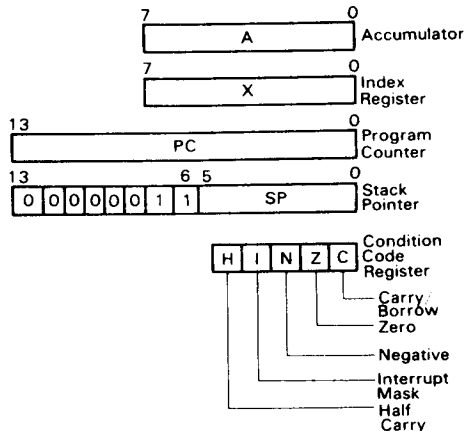 7 0
A Accumulator
7 0
X Index
Register
13 0
PC Program
Counter
13 6 5 0
0 0 0 0 0 0 1 1 SP Stack
Pointer
Condition
Code
Register
H I N Z C
Carry/
Borrow
Zero
Negative
Interrupt
Mask
Half
Carry